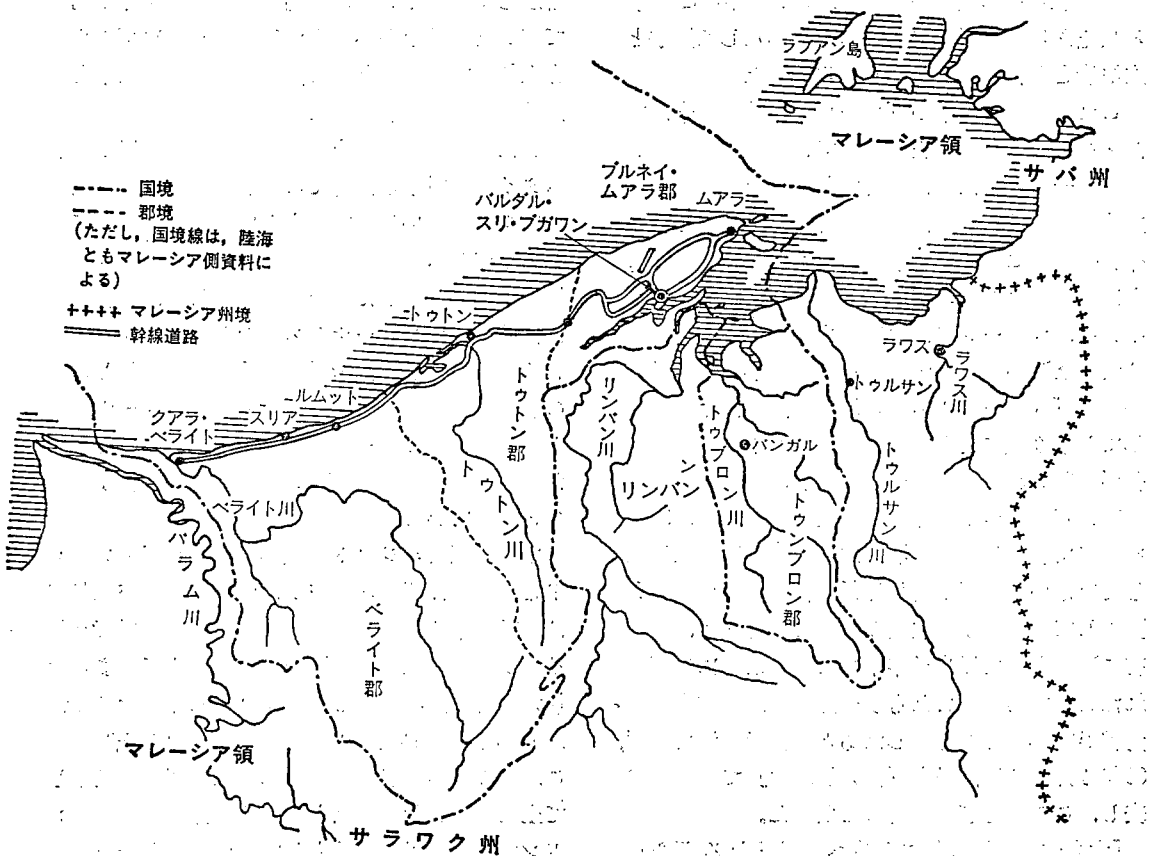 ラブアン島
マレーシア領
サバ州
ブルネイ・
ムアラ郡
ムアラ
バルダル・
スリ・ブガワン
国境
郡境
(ただし，国境線は，陸海
ともマレーシア側資料に
よる)
++++ マレーシア州境
幹線道路
トゥトン
ルムット
スリア
クアラ・
ベライト
ラワス
ラワス川
トゥルサン
トゥトン郡
リンバン川
トゥブロン川
バンガル
リンバン
トゥトン川
トゥンブロン郡
トゥルサン川
ベライト川
バラム川
ベライト郡
マレーシア領
サラワク州